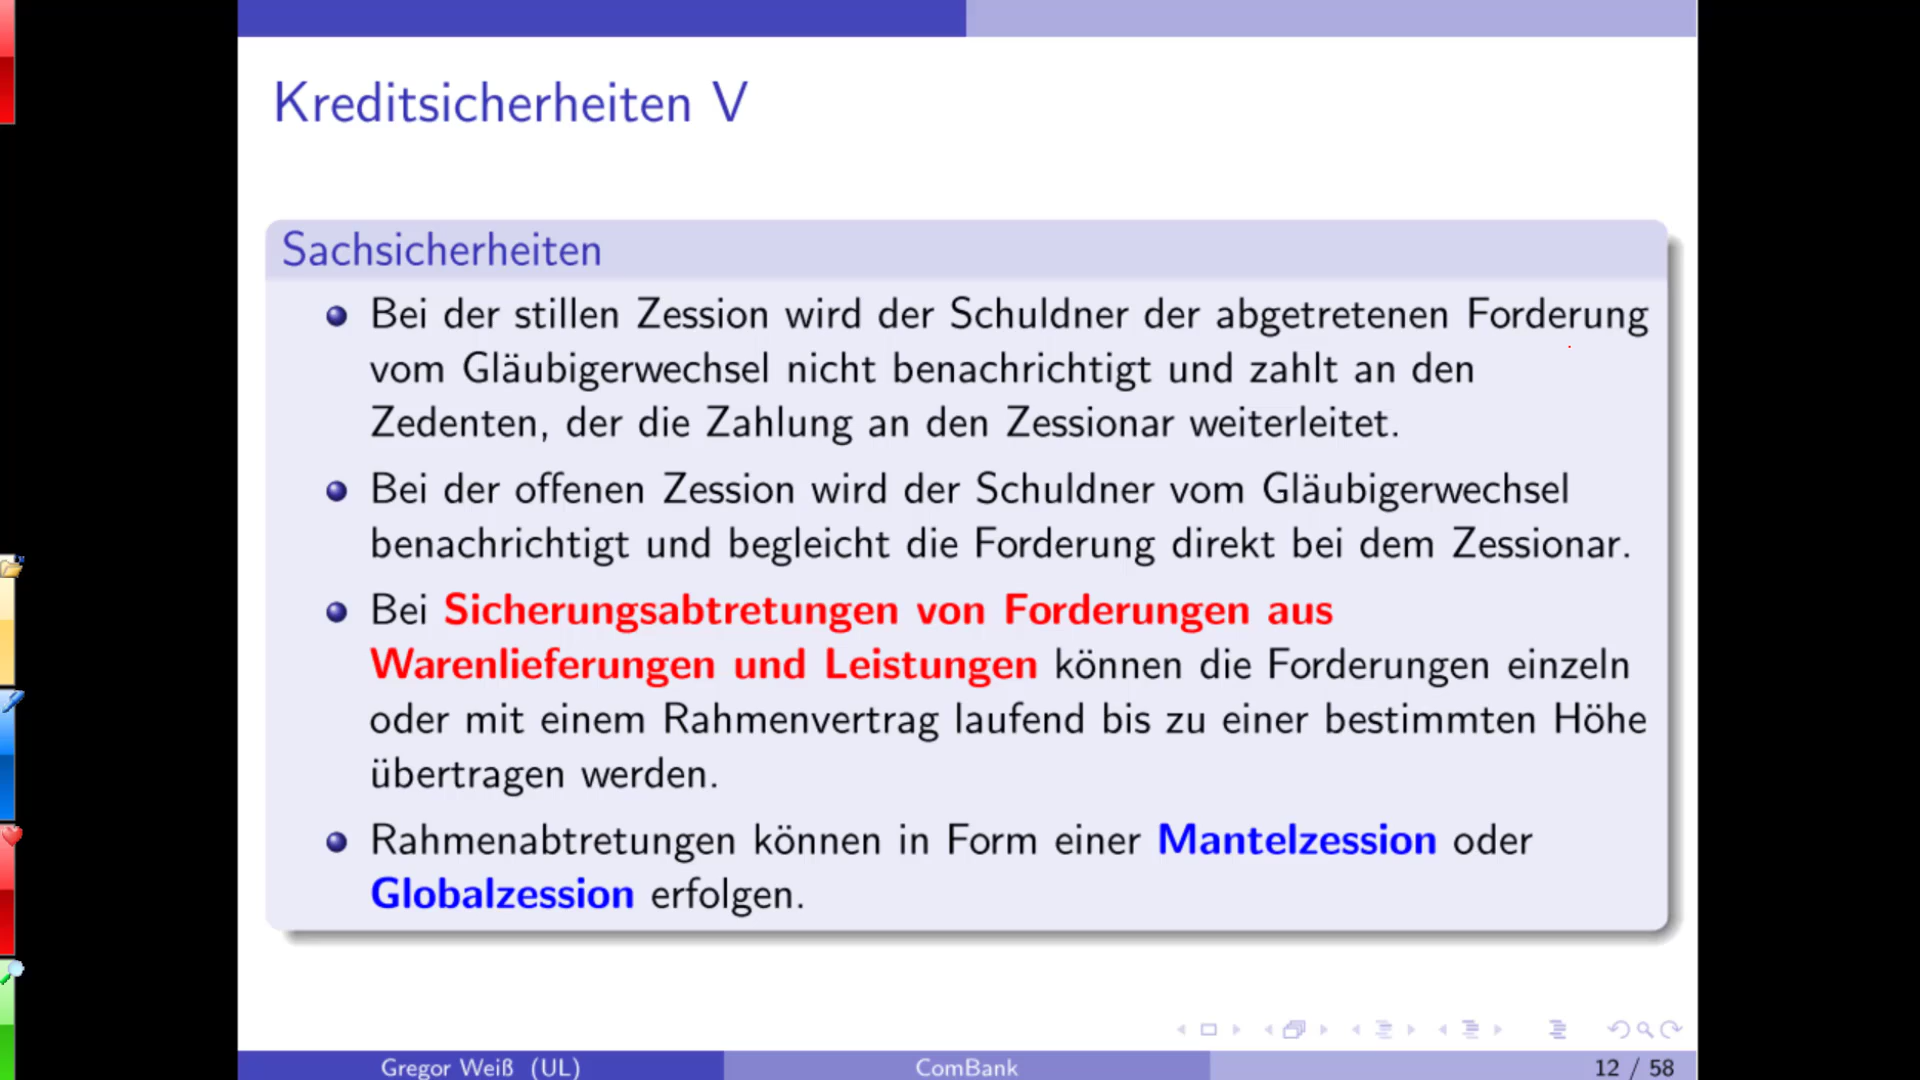 Kreditsicherheiten V
Sachsicherheiten
Bei der stillen Zession wird der Schuldner der abgetretenen Forderung
vom Gläubigerwechsel nicht benachrichtigt und zahlt an den
Zedenten, der die Zahlung an den Zessionar weiterleitet.
Bei der offenen Zession wird der Schuldner vom Gläubigerwechsel
benachrichtigt und begleicht die Forderung direkt bei dem Zessionar.
Bei Sicherungsabtretungen von Forderungen aus
Warenlieferungen und Leistungen können die Forderungen einzeln
oder mit einem Rahmenvertrag laufend bis zu einer bestimmten Höhe
übertragen werden.
Rahmenabtretungen können in Form einer Mantelzession oder
Globalzession erfolgen.
Gregor Weiß (UL) ComBank 12 / 58